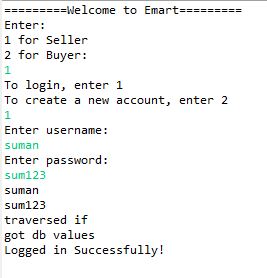 =========Welcome to Emart=========
Enter:
1 for Seller
2 for Buyer:
1
To login, enter 1
To create a new account, enter 2
1
Enter username:
suman
Enter password:
sum123
suman
sum123
traversed if
got db values
Logged in Successfully!